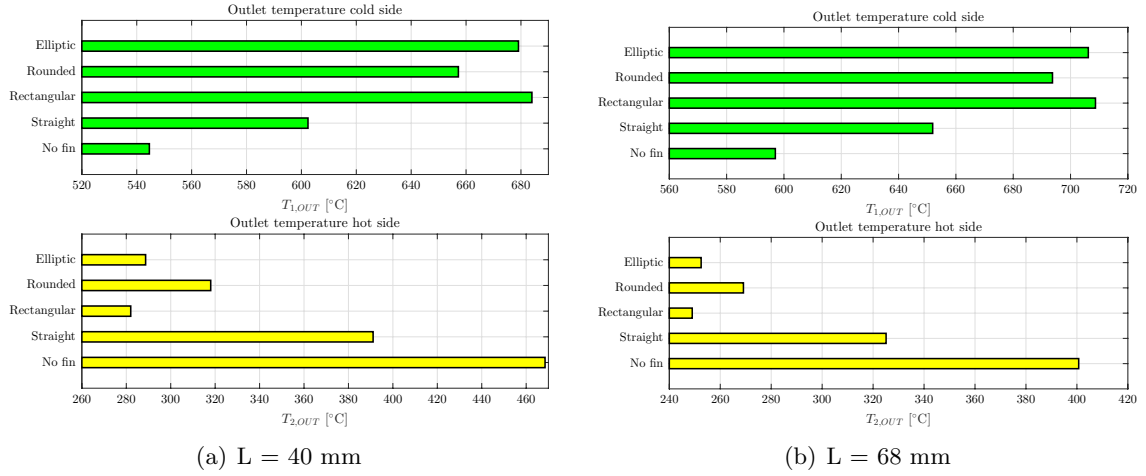 Outlet temperature cold side
Elliptic
Rounded
Rectangular
Straight
No fin
520 540 560 580 600 620 640 660 680
T1,OUT [°C]
Outlet temperature hot side
Elliptic
Rounded
Rectangular
Straight
No fin
260 280 300 320 340 360 380 400 420 440 460
T2,OUT [°C]
(a) L = 40 mm
Outlet temperature cold side
Elliptic
Rounded
Rectangular
Straight
No fin
560 580 600 620 640 660 680 700 720
T1,OUT [°C]
Outlet temperature hot side
Elliptic
Rounded
Rectangular
Straight
No fin
240 260 280 300 320 340 360 380 400 420
T2,OUT [°C]
(b) L = 68 mm